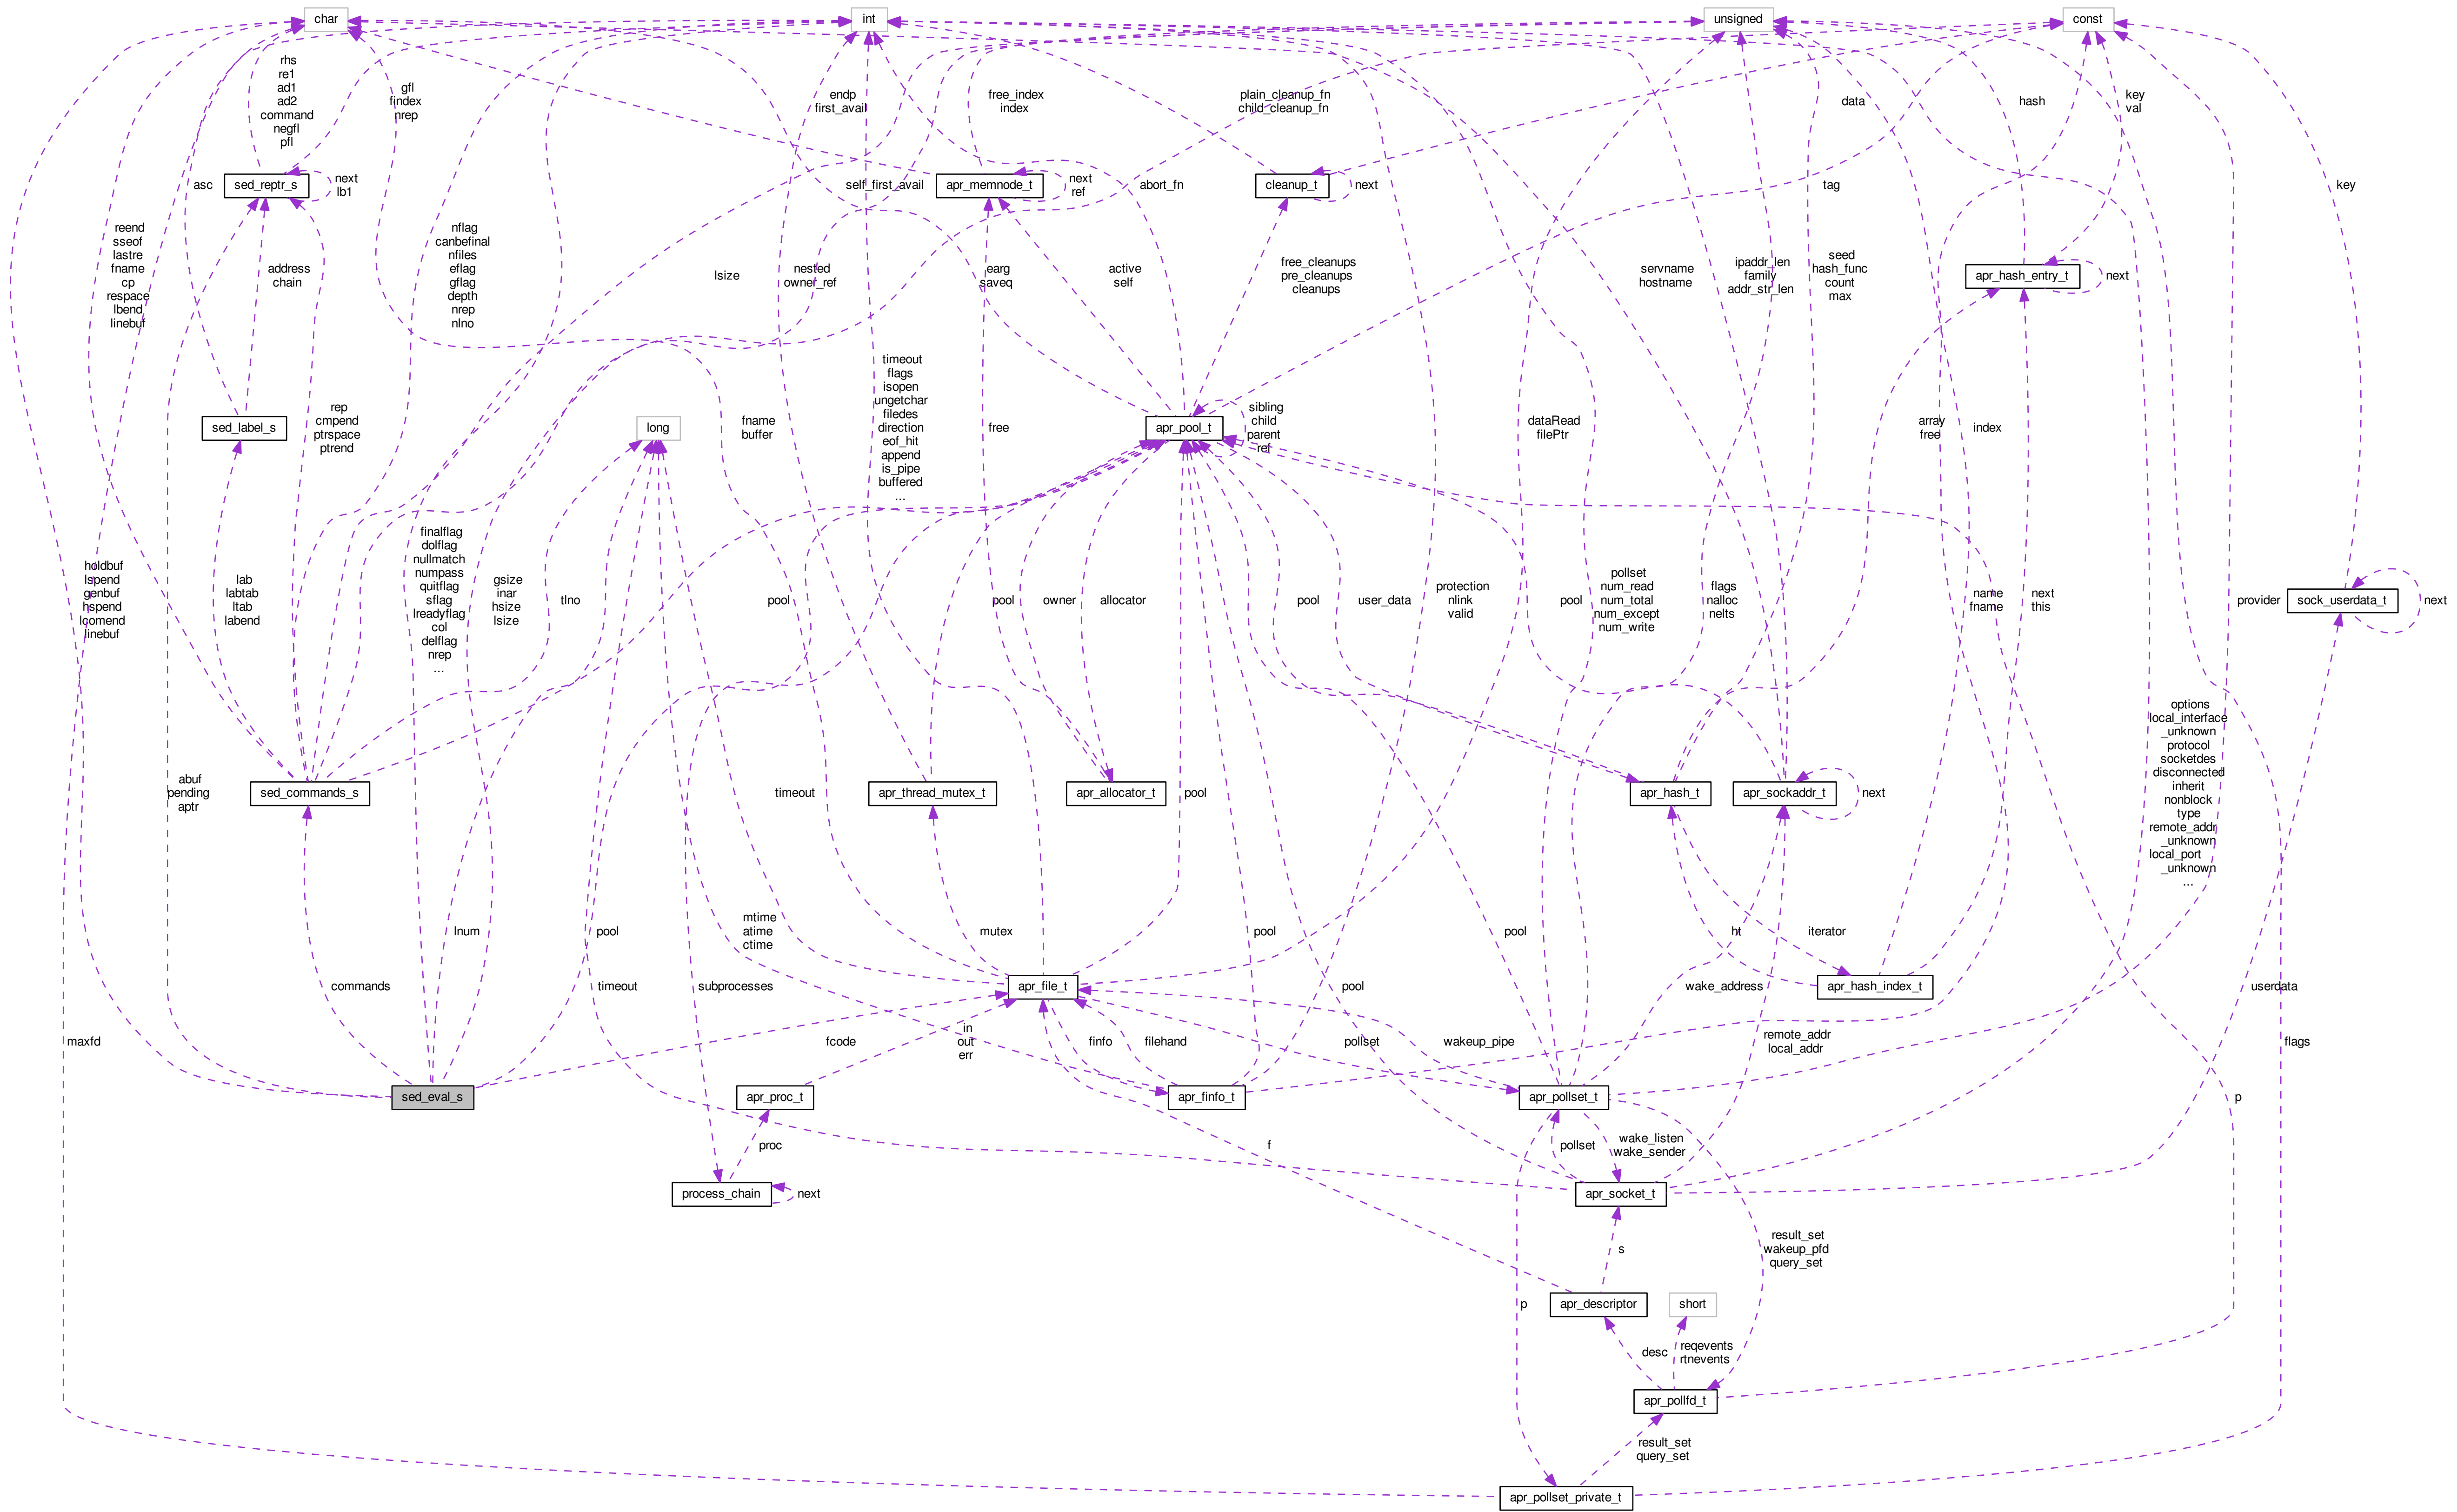 char
int
unsigned
const
rhs
re1
ad1
ad2
command
negfl
pfl
gfl
findex
nrep
endp
first_avail
free_index
index
plain_cleanup_fn
child_cleanup_fn
data
hash
key
val
sed_reptr_s
next
lb1
asc
self_first_avail
apr_memnode_t
next
ref
abort_fn
cleanup_t
next
tag
key
reend
sseof
lastre
fname
cp
respace
lbend
linebuf
address
chain
nflag
canbefinal
nfiles
eflag
gflag
depth
nrep
nlno
lsize
nested
owner_ref
earg
saveq
active
self
free_cleanups
pre_cleanups
cleanups
servname
hostname
ipaddr_len
family
addr_str_len
seed
hash_func
count
max
apr_hash_entry_t
next
sed_label_s
rep
cmpend
ptrspace
ptrend
long
fname
buffer
timeout
flags
isopen
ungetchar
filedes
direction
eof_hit
append
is_pipe
buffered
...
free
apr_pool_t
sibling
child
parent
ref
dataRead
filePtr
array
free
index
holdbuf
lspend
genbuf
hspend
lcomend
linebuf
lab
labtab
ltab
labend
finalflag
dolflag
nullmatch
numpass
quitflag
sflag
lreadyflag
col
delflag
nrep
...
gsize
inar
hsize
lsize
tlno
pool
pool
owner
allocator
pool
user_data
protection
nlink
valid
pool
pollset
num_read
num_total
num_except
num_write
flags
nalloc
nelts
name
fname
next
this
provider
sock_userdata_t
next
abuf
pending
aptr
sed_commands_s
timeout
apr_thread_mutex_t
apr_allocator_t
pool
apr_hash_t
apr_sockaddr_t
next
options
local_interface
_unknown
protocol
socketdes
disconnected
inherit
nonblock
type
remote_addr
_unknown
local_port
_unknown
...
commands
lnum
pool
timeout
mtime
atime
ctime
subprocesses
mutex
apr_file_t
pool
pool
pool
wake_address
ht
iterator
apr_hash_index_t
userdata
maxfd
fcode
in
out
err
finfo
filehand
pollset
wakeup_pipe
remote_addr
local_addr
flags
sed_eval_s
apr_proc_t
apr_finfo_t
apr_pollset_t
p
proc
f
pollset
wake_listen
wake_sender
process_chain
apr_socket_t
s
result_set
wakeup_pfd
query_set
p
apr_descriptor
short
desc
reqevents
rtnevents
apr_pollfd_t
result_set
query_set
apr_pollset_private_t